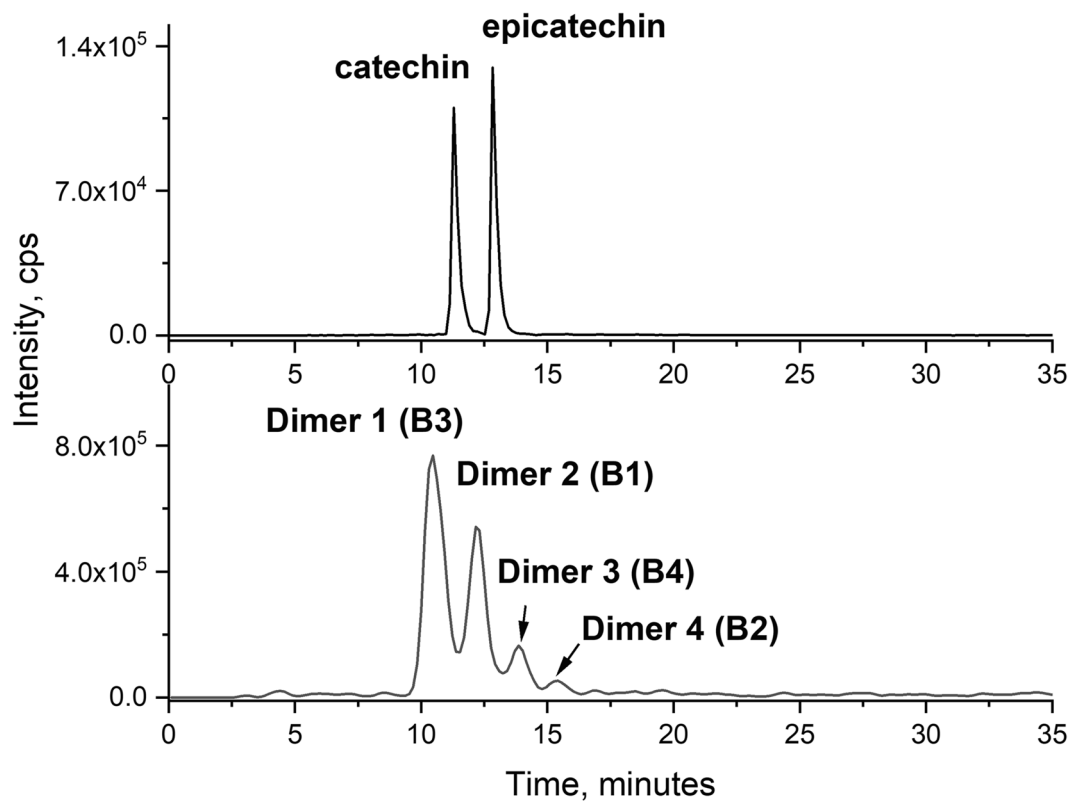 epicatechin
1.4x10⁵
catechin
7.0x10⁴
0.0
0 5 10 15 20 25 30 35
Intensity, cps
Dimer 1 (B3)
8.0x10⁵
Dimer 2 (B1)
4.0x10⁵
Dimer 3 (B4)
Dimer 4 (B2)
0.0
0 5 10 15 20 25 30 35
Time, minutes